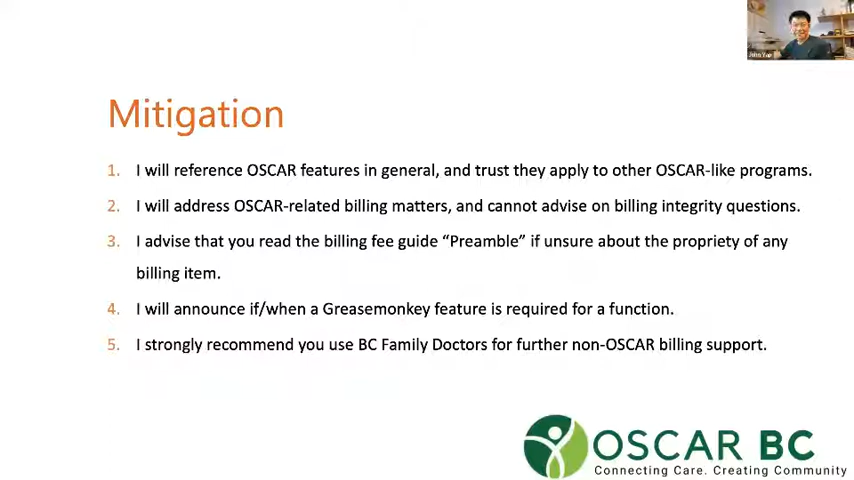 John Yap
Mitigation
1. I will reference OSCAR features in general, and trust they apply to other OSCAR-like programs.
2. I will address OSCAR-related billing matters, and cannot advise on billing integrity questions.
3. I advise that you read the billing fee guide “Preamble” if unsure about the propriety of any
billing item.
4. I will announce if/when a Greasemonkey feature is required for a function.
5. I strongly recommend you use BC Family Doctors for further non-OSCAR billing support.
OSCAR BC
Connecting Care. Creating Community